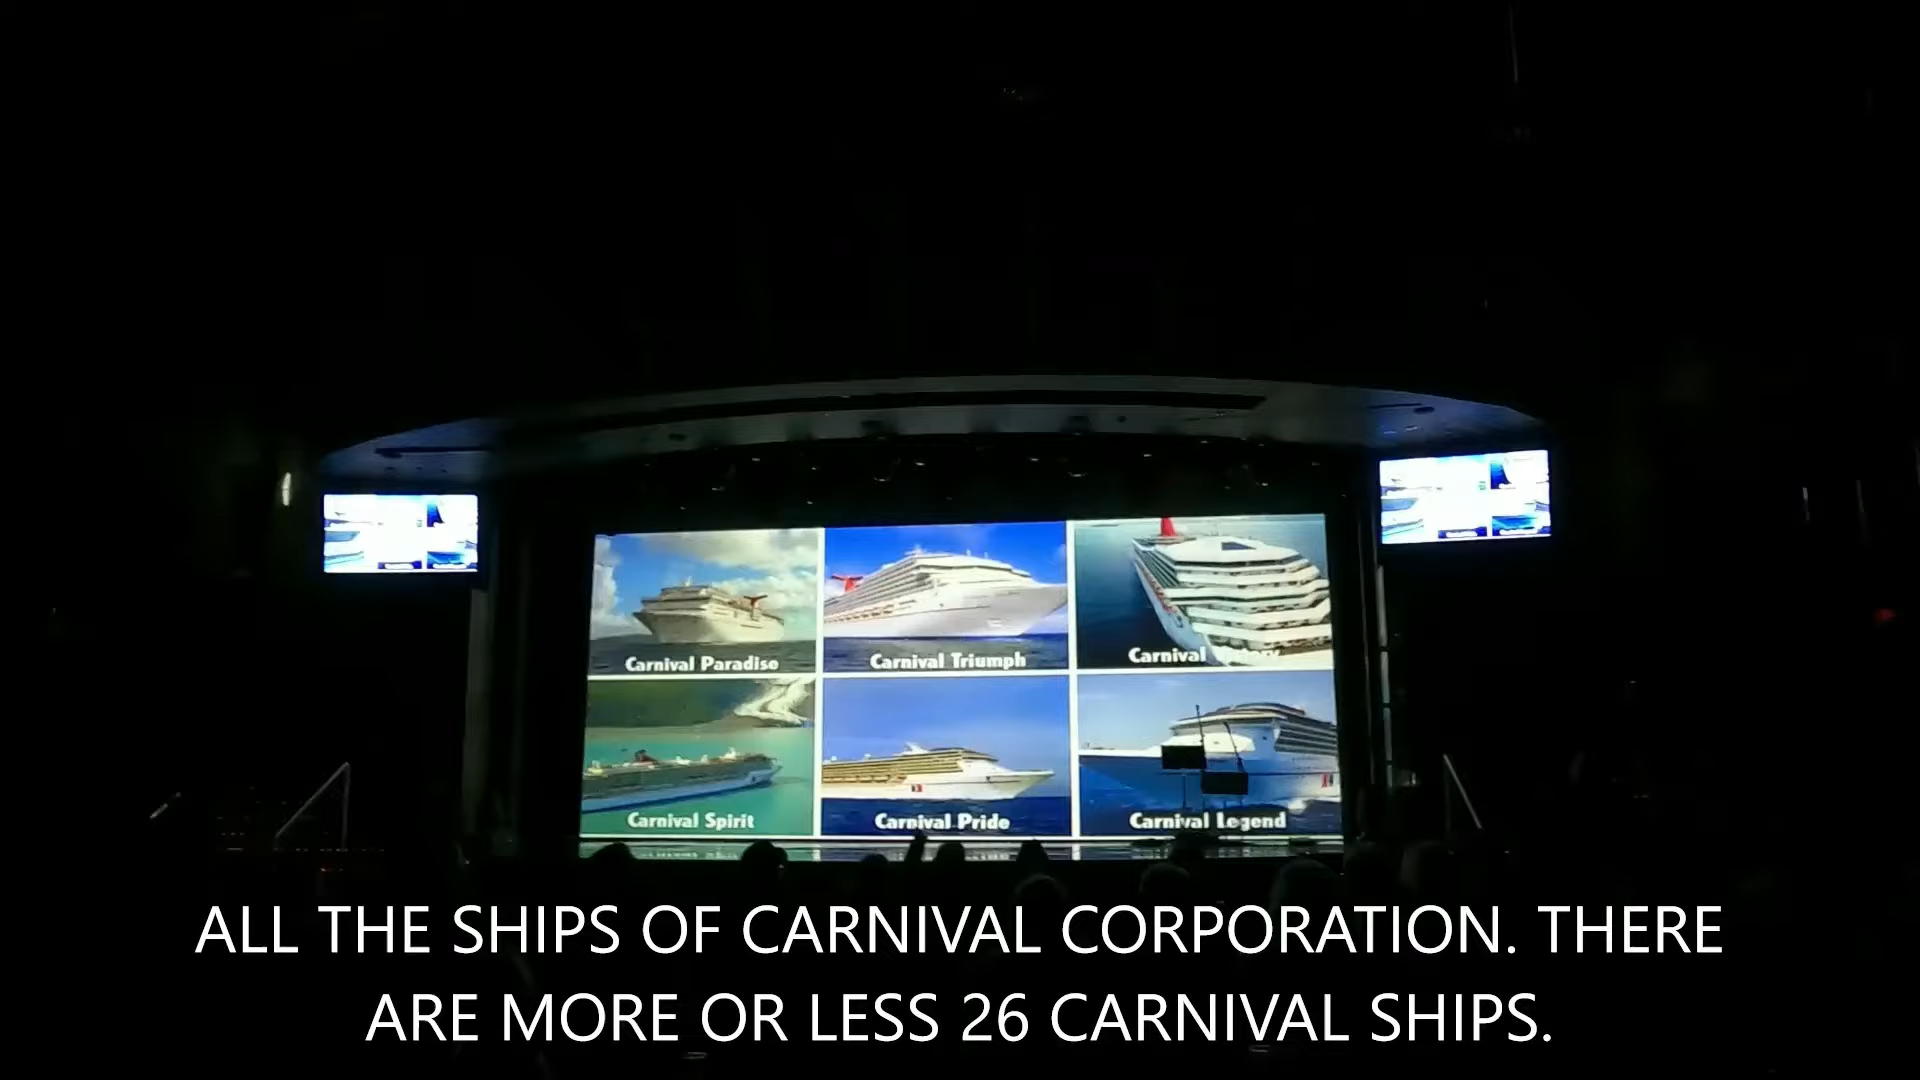 Carnival Paradise
Carnival Triumph
Carnival
Carnival Spirit
Carnival Pride
Carnival Legend
ALL THE SHIPS OF CARNIVAL CORPORATION. THERE
ARE MORE OR LESS 26 CARNIVAL SHIPS.